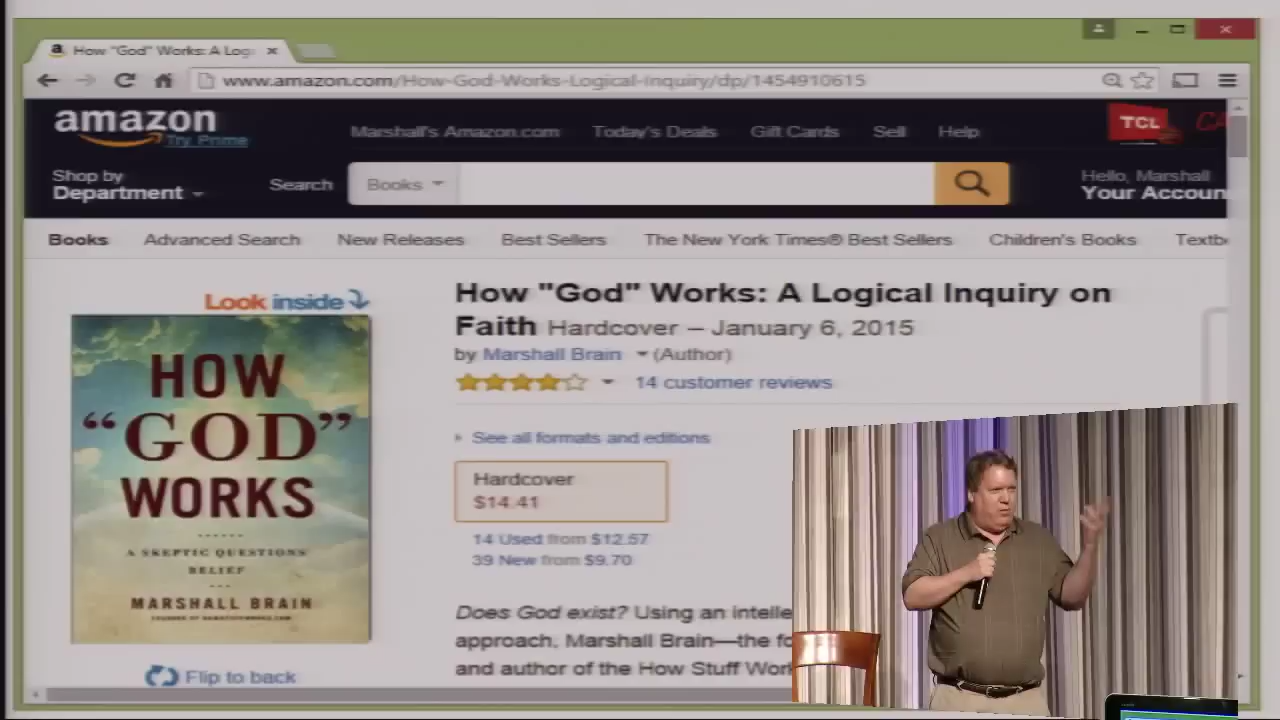 How "God" Works: A Log
www.amazon.com/How-God-Works-Logical-Inquiry/dp/1454910615
amazon
Try Prime
Marshall's Amazon.com Today's Deals Gift Cards Sell Help
TCL CA
Shop by
Department
Search Books
Hello, Marshall
Your Accoun
Books Advanced Search New Releases Best Sellers The New York Times® Best Sellers Children's Books Textb
Look inside
HOW
“GOD”
WORKS
A SKEPTIC QUESTIONS
BELIEF
MARSHALL BRAIN
Flip to back
How "God" Works: A Logical Inquiry on
Faith Hardcover – January 6, 2015
by Marshall Brain (Author)
14 customer reviews
See all formats and editions
Hardcover
$14.41
14 Used from $12.57
39 New from $9.70
Does God exist? Using an intelle
approach, Marshall Brain—the fo
and author of the How Stuff Work